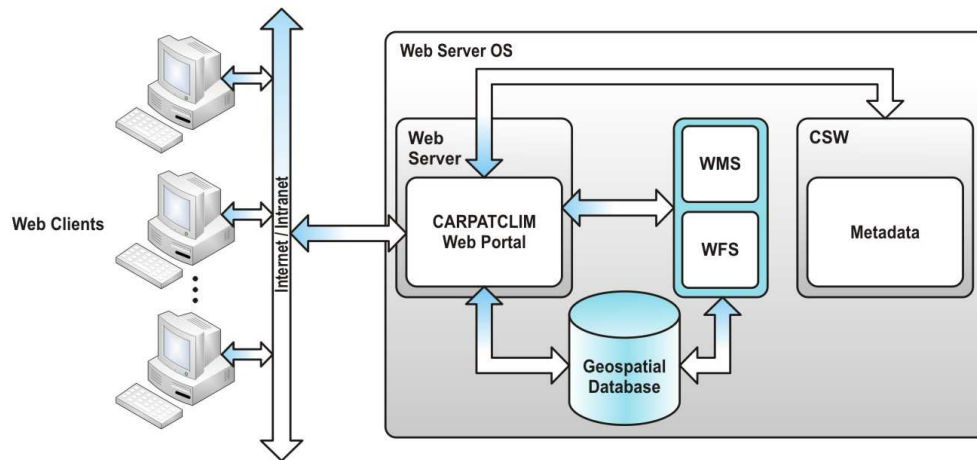 Web Server OS
Web
Server
CSW
WMS
CARPATCLIM
Web Portal
Web Clients
Internet / Intranet
WFS
Metadata
Geospatial
Database